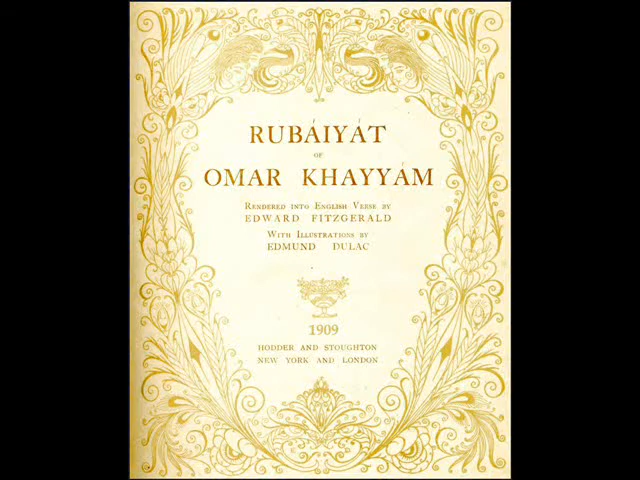 RUBÁIYÁT
OF
OMAR KHAYYÁM
RENDERED INTO ENGLISH VERSE BY
EDWARD FITZGERALD
WITH ILLUSTRATIONS BY
EDMUND DULAC
1909
HODDER AND STOUGHTON
NEW YORK AND LONDON